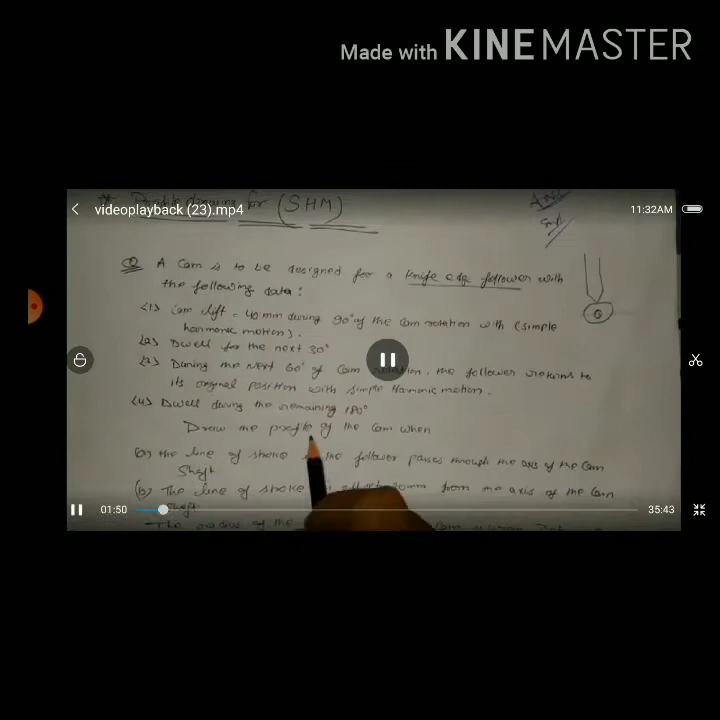 Made with KINEMASTER
videoplayback (23).mp4
11:32AM
for (SHM)
Q A Cam is to be designed for a Knife edge follower with
the following data:
(1) Cam lift = 40 mm during 90° of the Cam rotation with (simple
harmonic motion).
Dwell for the next 30°
During the next 60° of Cam rotation, the follower returns to
its original position with simple Harmonic motion.
(4) Dwell during the remaining 180°
Draw the profile of the Cam when
(a) the line of stroke the follower passes through the axis of the Cam
Shaft
(b) The line of stroke from the axis of the Cam
Shaft
01:50
35:43
The radius of the